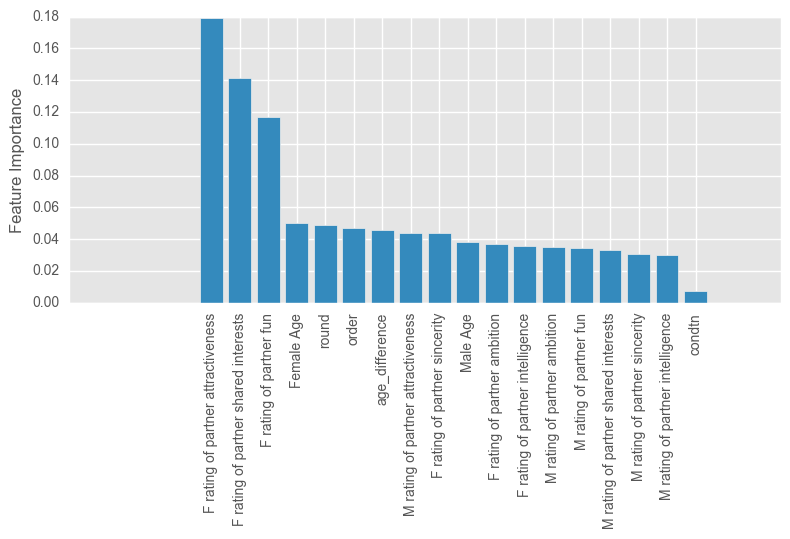 0.18
0.16
0.14
0.12
0.10
0.08
0.06
0.04
0.02
0.00
Feature Importance
F rating of partner attractiveness
F rating of partner shared interests
F rating of partner fun
Female Age
round
order
age_difference
M rating of partner attractiveness
F rating of partner sincerity
Male Age
F rating of partner ambition
F rating of partner intelligence
M rating of partner ambition
M rating of partner fun
M rating of partner shared interests
M rating of partner sincerity
M rating of partner intelligence
condtn